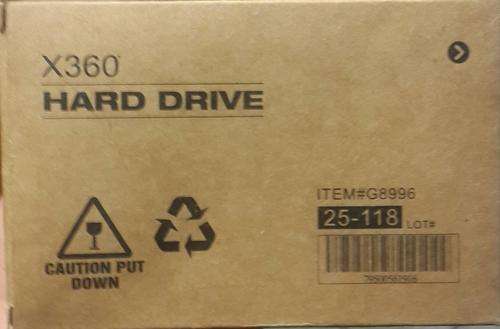 X360
HARD DRIVE
ITEM#G8996
25-118 LOT#
CAUTION PUT
DOWN